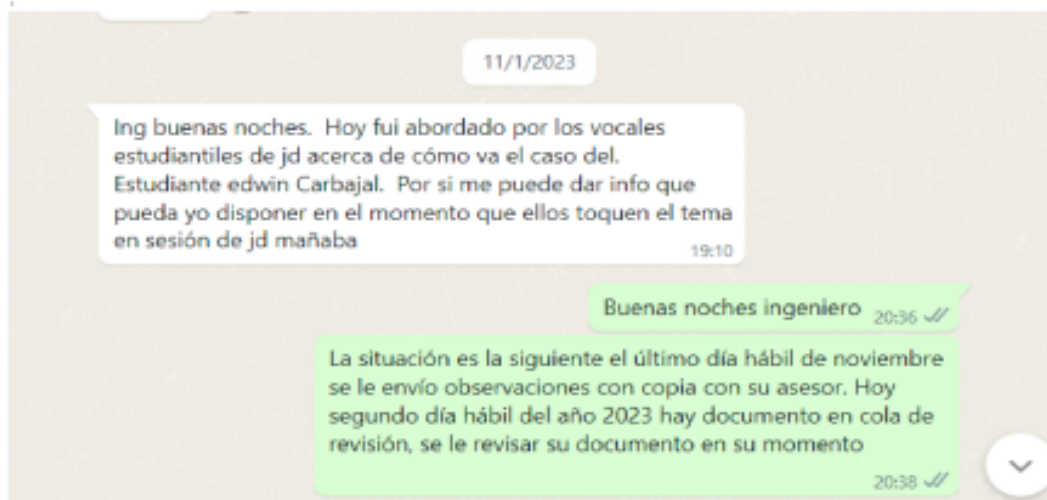 11/1/2023
Ing buenas noches. Hoy fui abordado por los vocales
estudiantiles de jd acerca de cómo va el caso del.
Estudiante edwin Carbajal. Por si me puede dar info que
pueda yo disponer en el momento que ellos toquen el tema
en sesión de jd mañaba
19:10
Buenas noches ingeniero 20:36
La situación es la siguiente el último día hábil de noviembre
se le envío observaciones con copia con su asesor. Hoy
segundo día hábil del año 2023 hay documento en cola de
revisión, se le revisar su documento en su momento
20:38